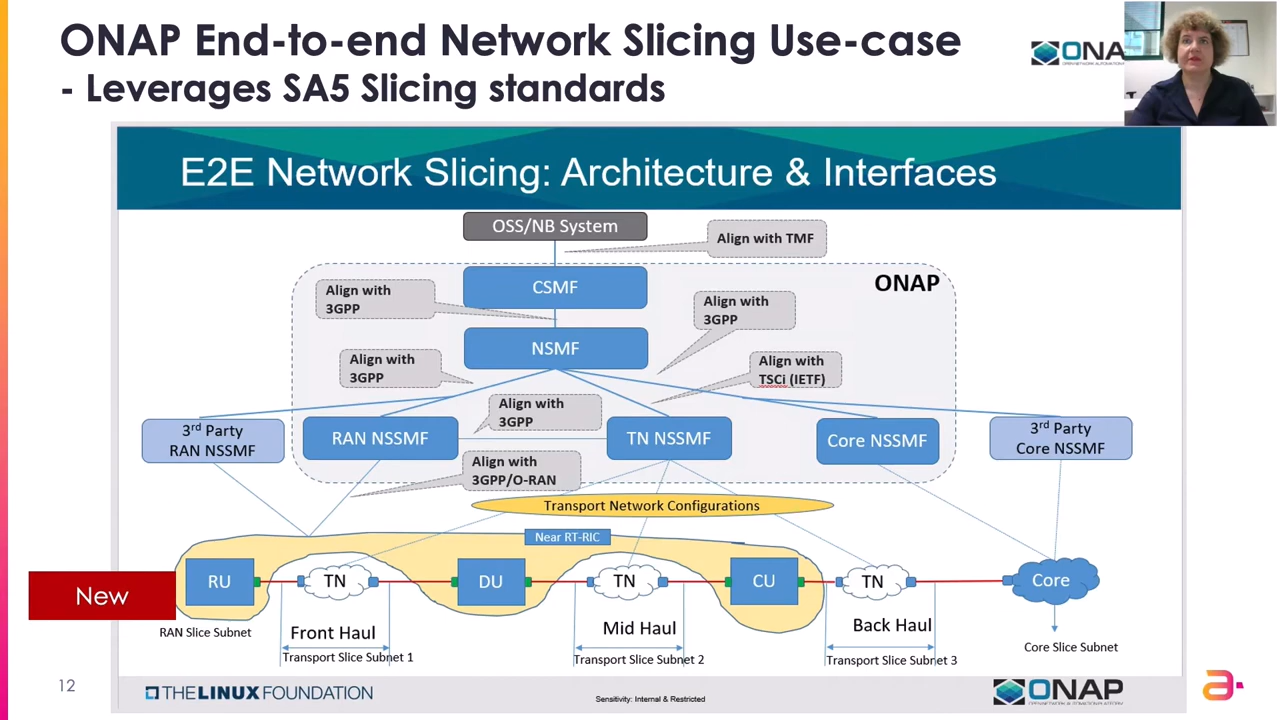 ONAP End-to-end Network Slicing Use-case
- Leverages SA5 Slicing standards
ONAP
E2E Network Slicing: Architecture & Interfaces
OSS/NB System
Align with TMF
CSMF
ONAP
Align with
3GPP
Align with
3GPP
NSMF
Align with
3GPP
Align with
TSCi (IETF)
Align with
3GPP
3rd Party
RAN NSSMF
RAN NSSMF
TN NSSMF
Core NSSMF
3rd Party
Core NSSMF
Align with
3GPP/O-RAN
Transport Network Configurations
Near RT-RIC
RU
TN
DU
TN
CU
TN
Core
New
RAN Slice Subnet
Front Haul
Mid Haul
Back Haul
Core Slice Subnet
Transport Slice Subnet 1
Transport Slice Subnet 2
Transport Slice Subnet 3
12
THE LINUX FOUNDATION
Sensitivity: Internal & Restricted
ONAP